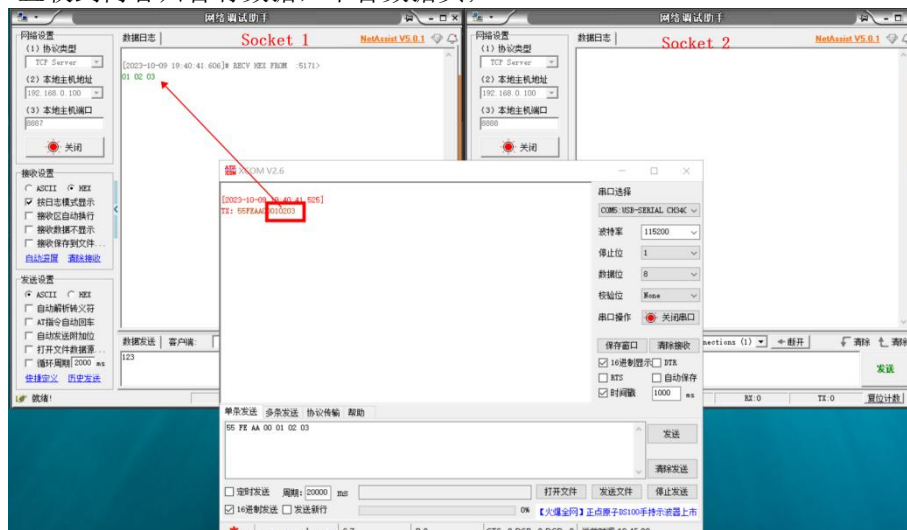 网络调试助手
网络设置
(1) 协议类型
TCP Server
(2) 本地主机地址
192.168.0.100
(3) 本地主机端口
8887
关闭
接收设置
ASCII HEX
按日志模式显示
接收区自动换行
接收数据不显示
接收保存到文件...
自动滚屏 清除接收
发送设置
ASCII HEX
自动解析转义符
AT指令自动回车
自动发送附加位
打开文件数据源...
循环周期 2000 ms
快捷定义 历史发送
就绪!
数据日志
Socket 1
NetAssist V5.0.1
[2023-10-09 19:40:41.606]# RECV HEX FROM :5171>
01 02 03
数据发送 客户端:
123
网络调试助手
网络设置
(1) 协议类型
TCP Server
(2) 本地主机地址
192.168.0.100
(3) 本地主机端口
8888
关闭
数据日志
Socket 2
NetAssist V5.0.1
nections (1) 断开 清除 清除
发送
RX:0 TX:0 复位计数
XCOM V2.6
[2023-10-09 19:40:41.525]
TX: 55FEAA00010203
串口选择
COM5:USB-SERIAL CH34C
波特率 115200
停止位 1
数据位 8
校验位 None
串口操作 关闭串口
保存窗口 清除接收
16进制显示 DTR
RTS 自动保存
时间戳 1000 ms
单条发送 多条发送 协议传输 帮助
55 FE AA 00 01 02 03
发送
清除发送
定时发送 周期: 20000 ms 打开文件 发送文件 停止发送
16进制发送 发送新行 0% 【火爆全网】正点原子DS100手持示波器上市